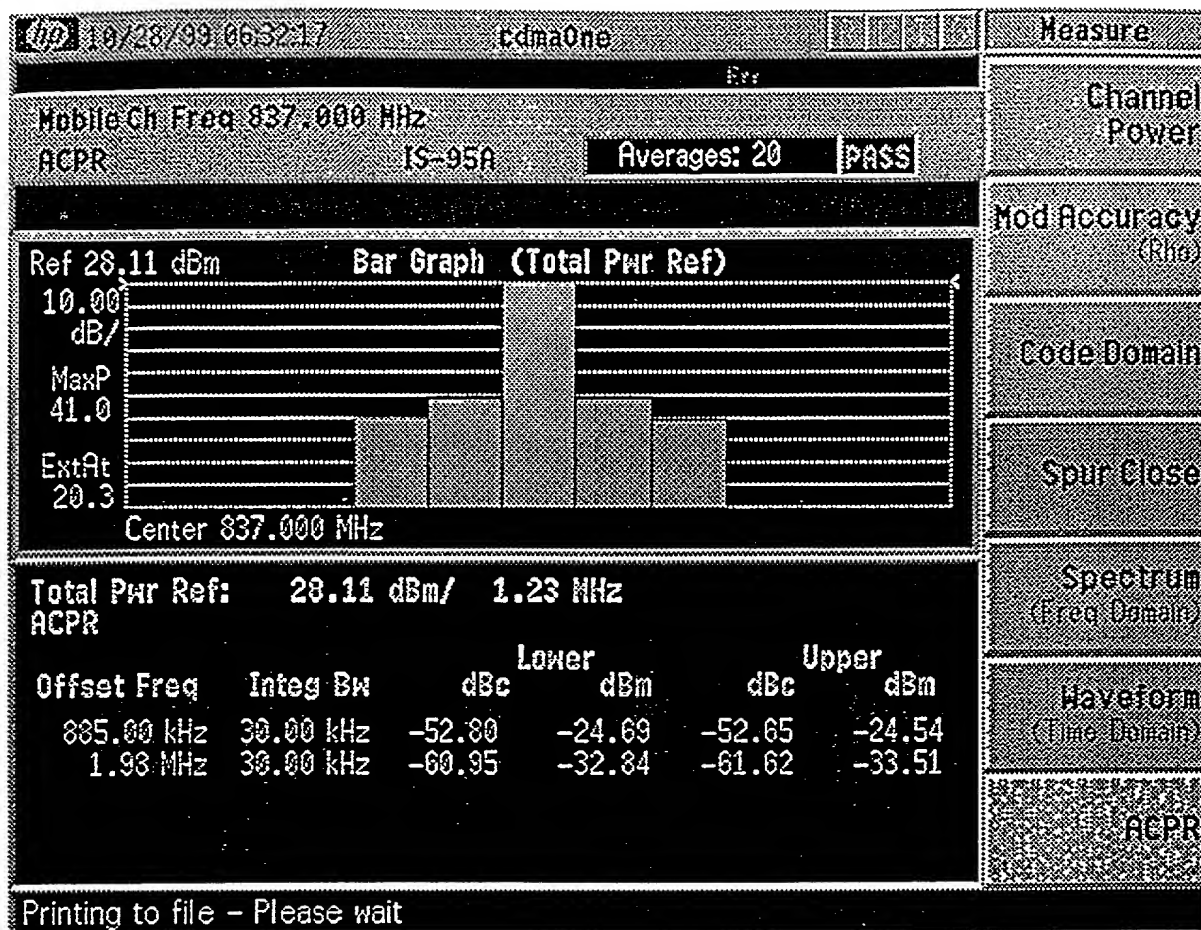 hp 10/28/99 06:32:17 cdmaOne
Err
Mobile Ch Freq 837.000 MHz
ACPR IS-95A Averages: 20 PASS
Ref 28.11 dBm Bar Graph (Total Pwr Ref)
10.00
dB/
MaxP
41.0
ExtAt
20.3
Center 837.000 MHz
Total Pwr Ref: 28.11 dBm/ 1.23 MHz
ACPR
Lower Upper
Offset Freq Integ Bw dBc dBm dBc dBm
885.00 kHz 30.00 kHz -52.80 -24.69 -52.65 -24.54
1.98 MHz 30.00 kHz -60.95 -32.84 -61.62 -33.51
Printing to file - Please wait
Measure
Channel
Power
Mod Accuracy
(Rho)
Code Domain
Spur Close
Spectrum
(Freq Domain)
Waveform
(Time Domain)
ACPR